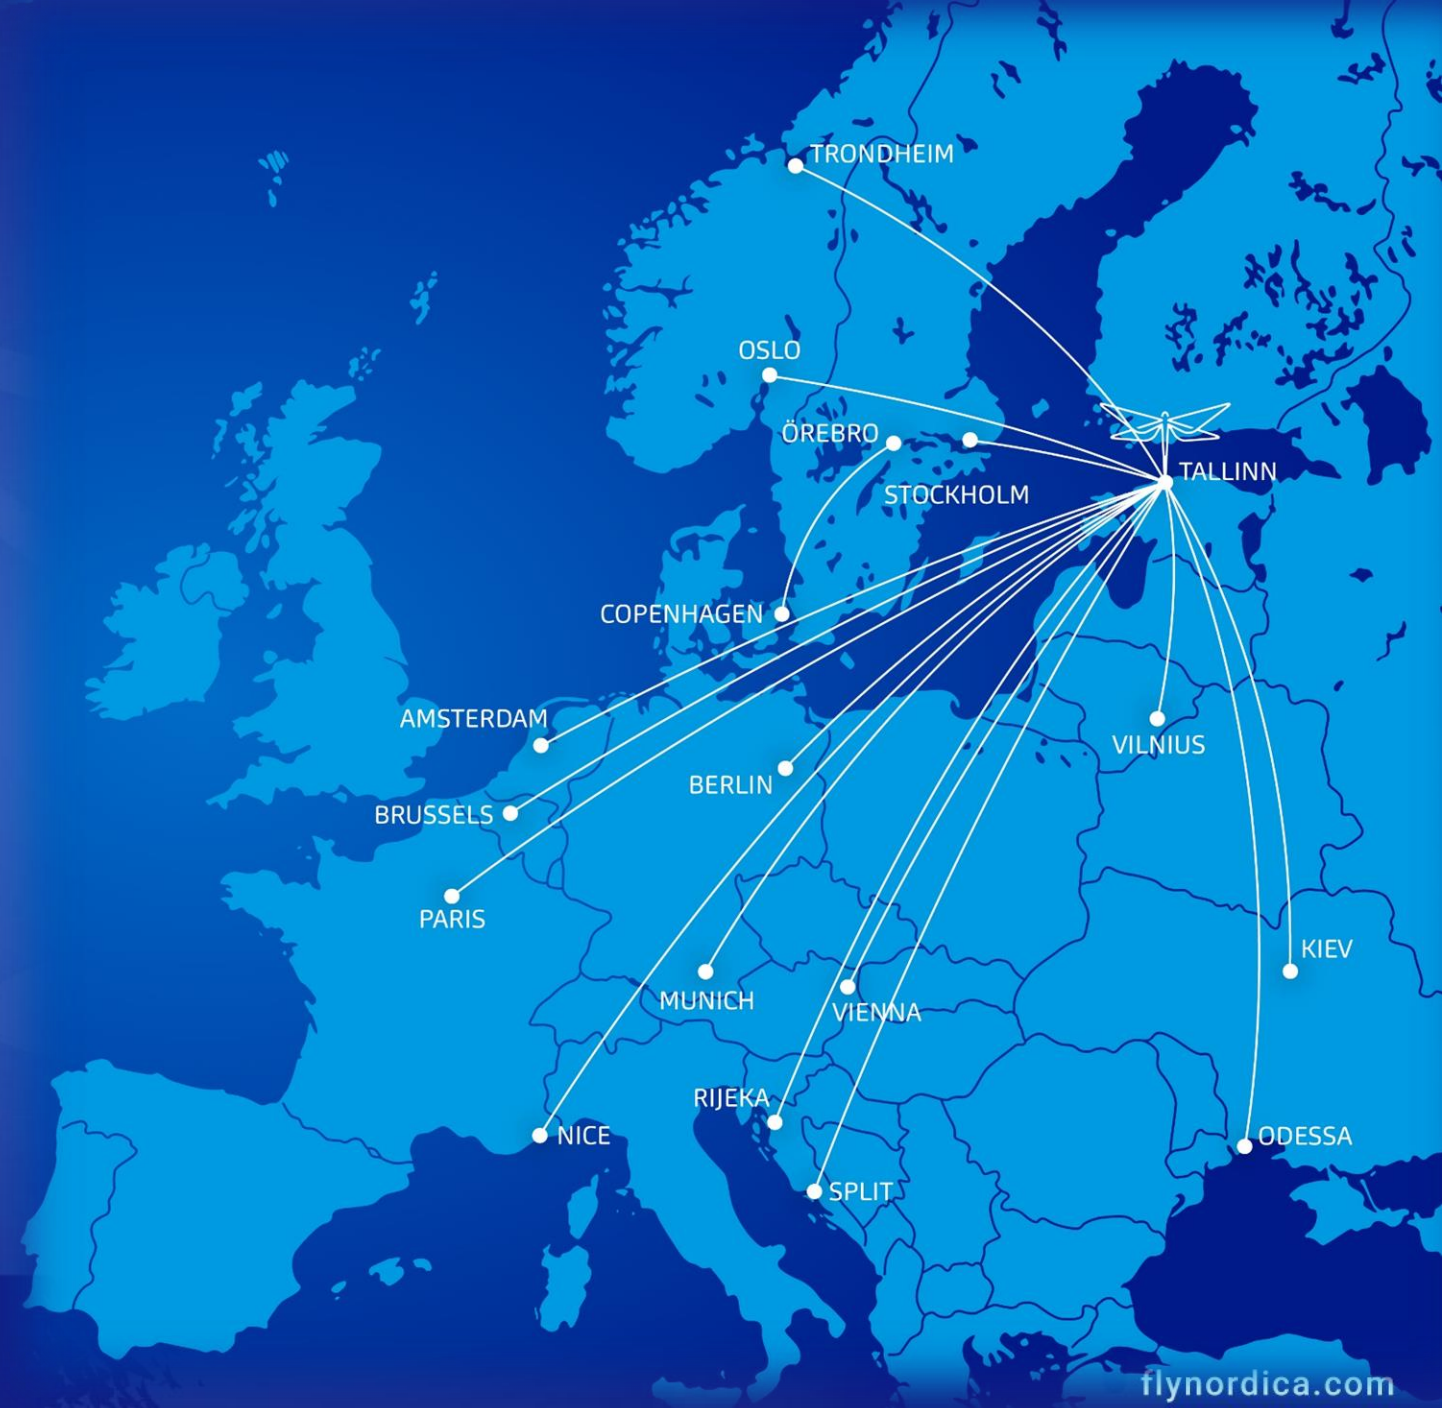 TRONDHEIM
OSLO
ÖREBRO
TALLINN
STOCKHOLM
COPENHAGEN
AMSTERDAM
VILNIUS
BERLIN
BRUSSELS
PARIS
KIEV
MUNICH
VIENNA
RIJEKA
NICE
ODESSA
SPLIT
flynordica.com